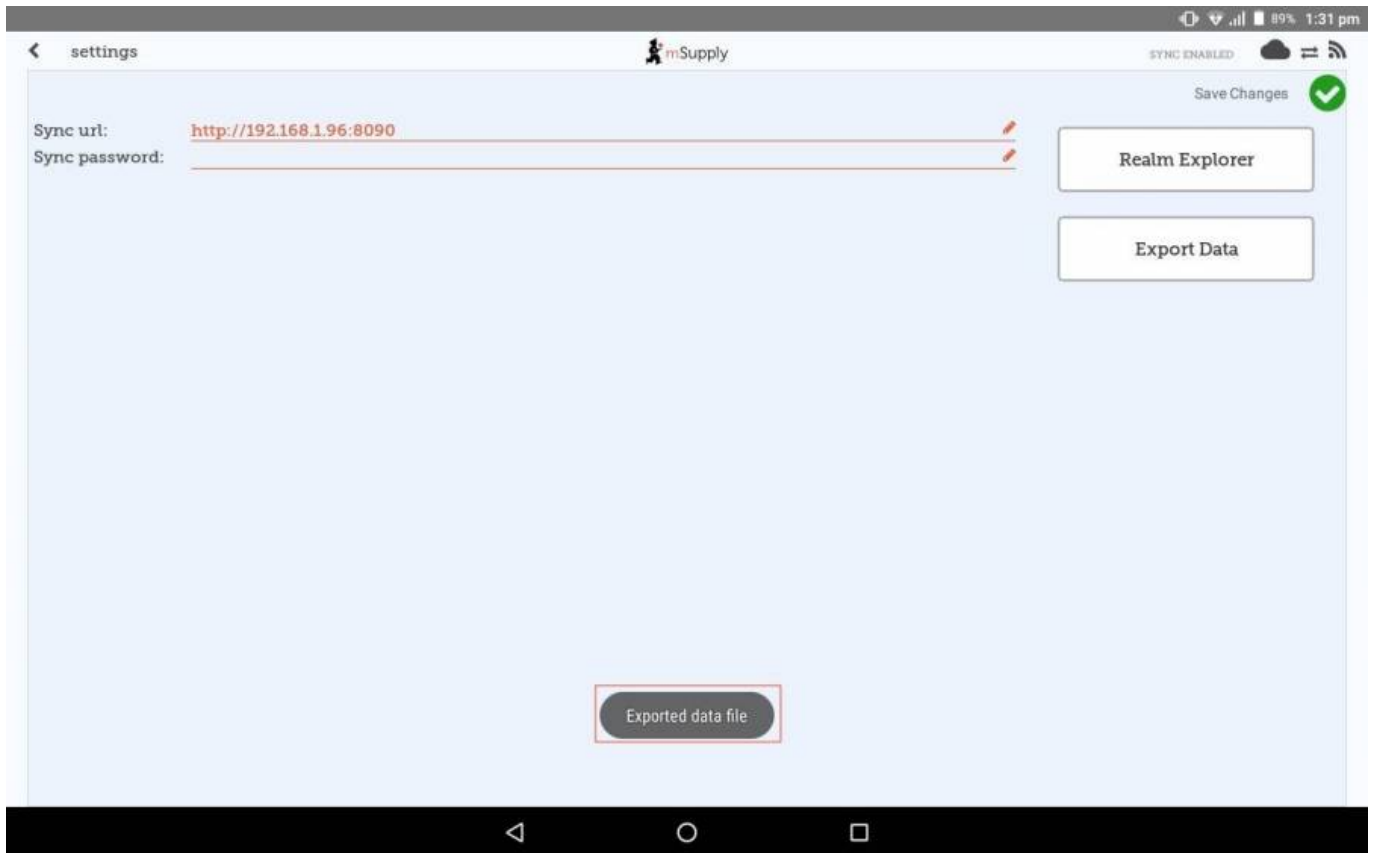 89% 1:31 pm
settings
mSupply
SYNC ENABLED
Save Changes
Sync url: http://192.168.1.96:8090
Sync password:
Realm Explorer
Export Data
Exported data file